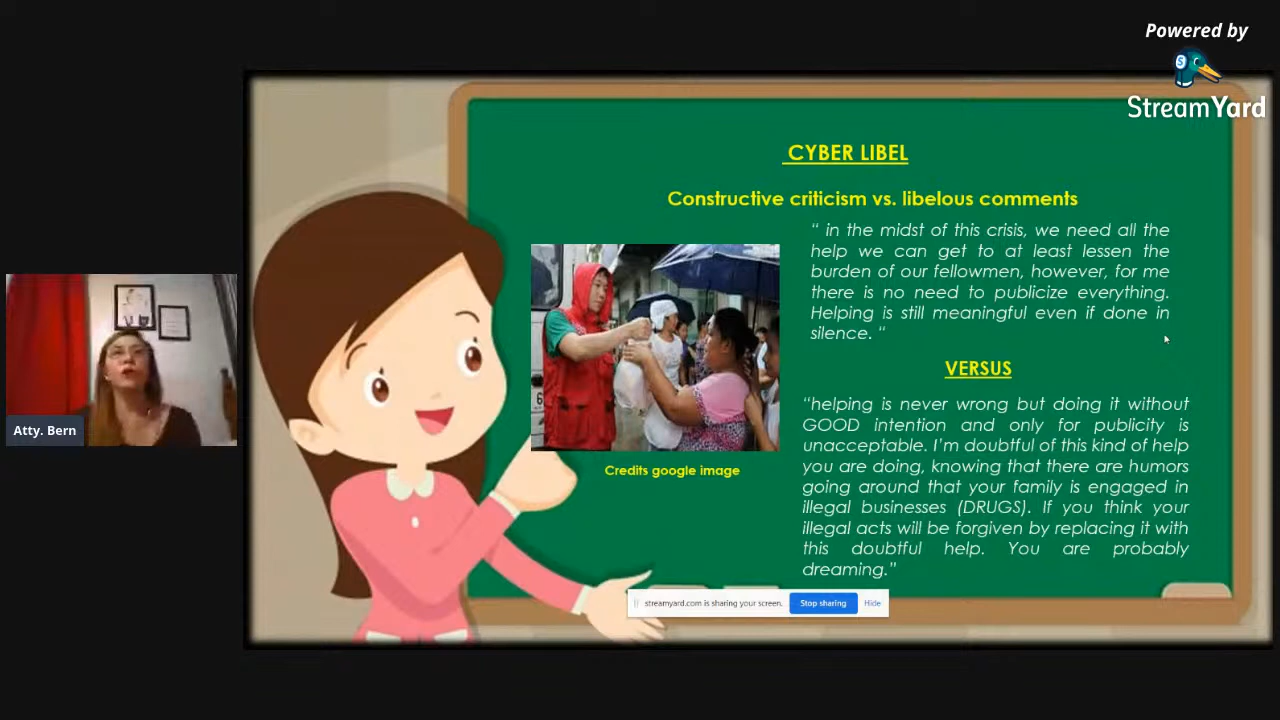 Powered by
StreamYard
CYBER LIBEL
Constructive criticism vs. libelous comments
“ in the midst of this crisis, we need all the
help we can get to at least lessen the
burden of our fellowmen, however, for me
there is no need to publicize everything.
Helping is still meaningful even if done in
silence. “
VERSUS
“helping is never wrong but doing it without
GOOD intention and only for publicity is
unacceptable. I’m doubtful of this kind of help
you are doing, knowing that there are humors
going around that your family is engaged in
illegal businesses (DRUGS). If you think your
illegal acts will be forgiven by replacing it with
this doubtful help. You are probably
dreaming.”
Credits google image
Atty. Bern
streamyard.com is sharing your screen.
Stop sharing
Hide